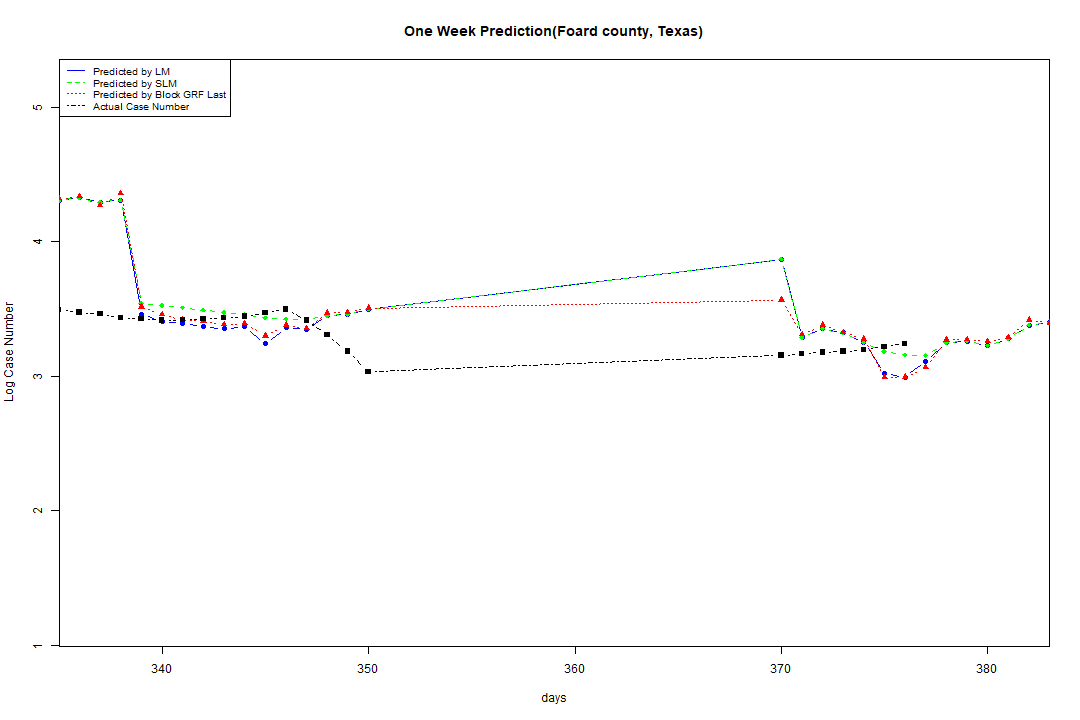 One Week Prediction(Foard county, Texas)
Predicted by LM
Predicted by SLM
Predicted by Block GRF Last
Actual Case Number
5
4
3
2
1
Log Case Number
340 350 360 370 380
days